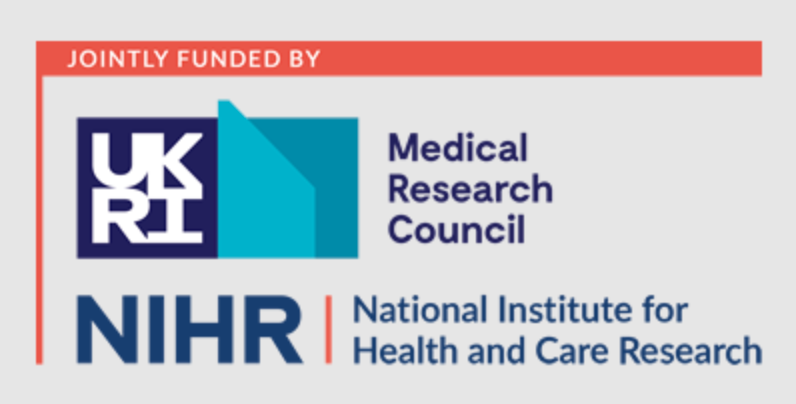 JOINTLY FUNDED BY
UK
RI
Medical
Research
Council
NIHR
National Institute for
Health and Care Research